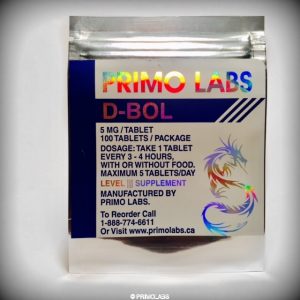 PRIMO LABS
D-BOL
5 MG / TABLET
100 TABLETS / PACKAGE
DOSAGE: TAKE 1 TABLET
EVERY 3 - 4 HOURS,
WITH OR WITHOUT FOOD.
MAXIMUM 5 TABLETS/DAY
LEVEL ||| SUPPLEMENT
MANUFACTURED BY
PRIMO LABS.
To Reorder Call
1-888-774-6611
Or Visit www.primolabs.ca
© PRIMOLABS